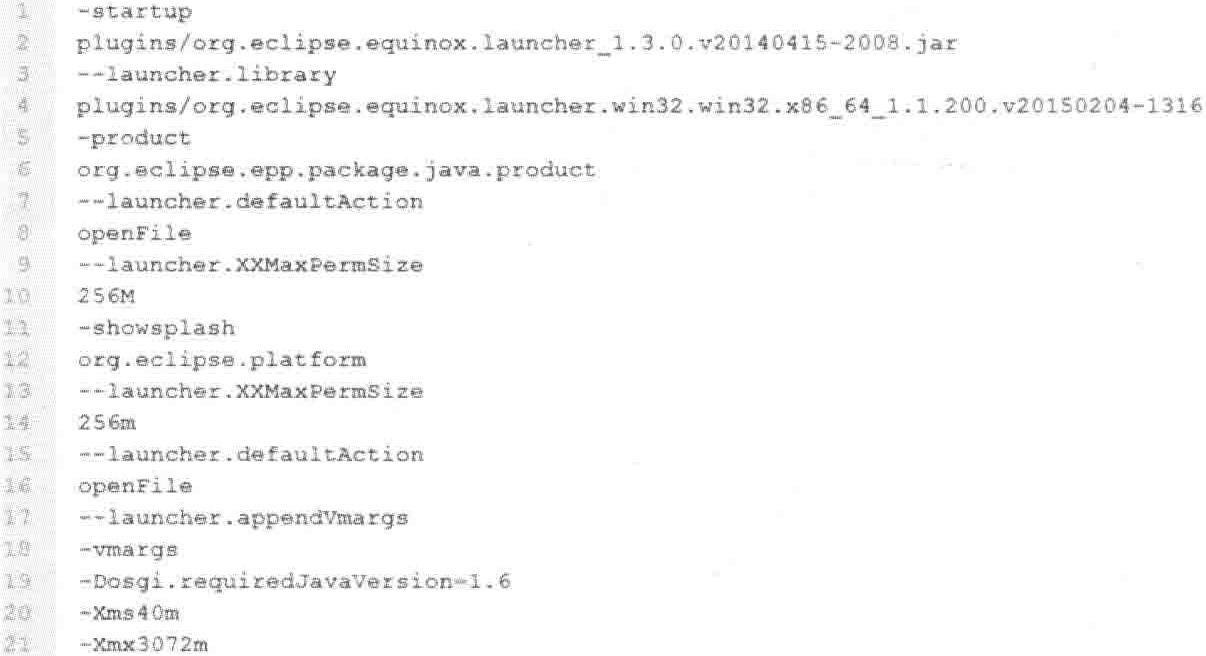 1 -startup
2 plugins/org.eclipse.equinox.launcher_1.3.0.v20140415-2008.jar
3 --launcher.library
4 plugins/org.eclipse.equinox.launcher.win32.win32.x86_64_1.1.200.v20150204-1316
5 -product
6 org.eclipse.epp.package.java.product
7 --launcher.defaultAction
8 openFile
9 --launcher.XXMaxPermSize
10 256M
11 -showsplash
12 org.eclipse.platform
13 --launcher.XXMaxPermSize
14 256m
15 --launcher.defaultAction
16 openFile
17 --launcher.appendVmargs
18 -vmargs
19 -Dosgi.requiredJavaVersion=1.6
20 -Xms40m
21 -Xmx3072m